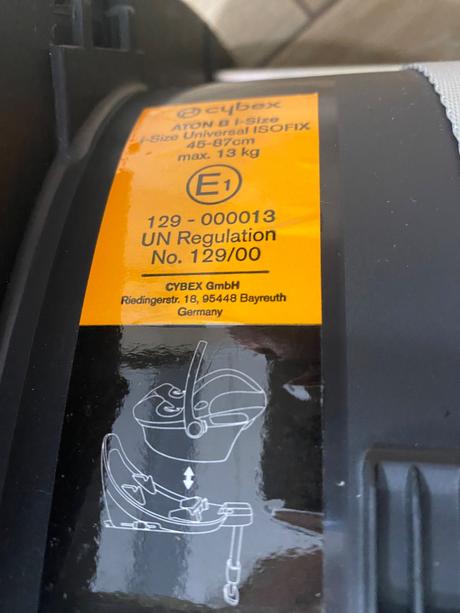 cybex
ATON B i-Size
i-Size Universal ISOFIX
45-87cm
max. 13 kg
E1
129 - 000013
UN Regulation
No. 129/00
CYBEX GmbH
Riedingerstr. 18, 95448 Bayreuth
Germany